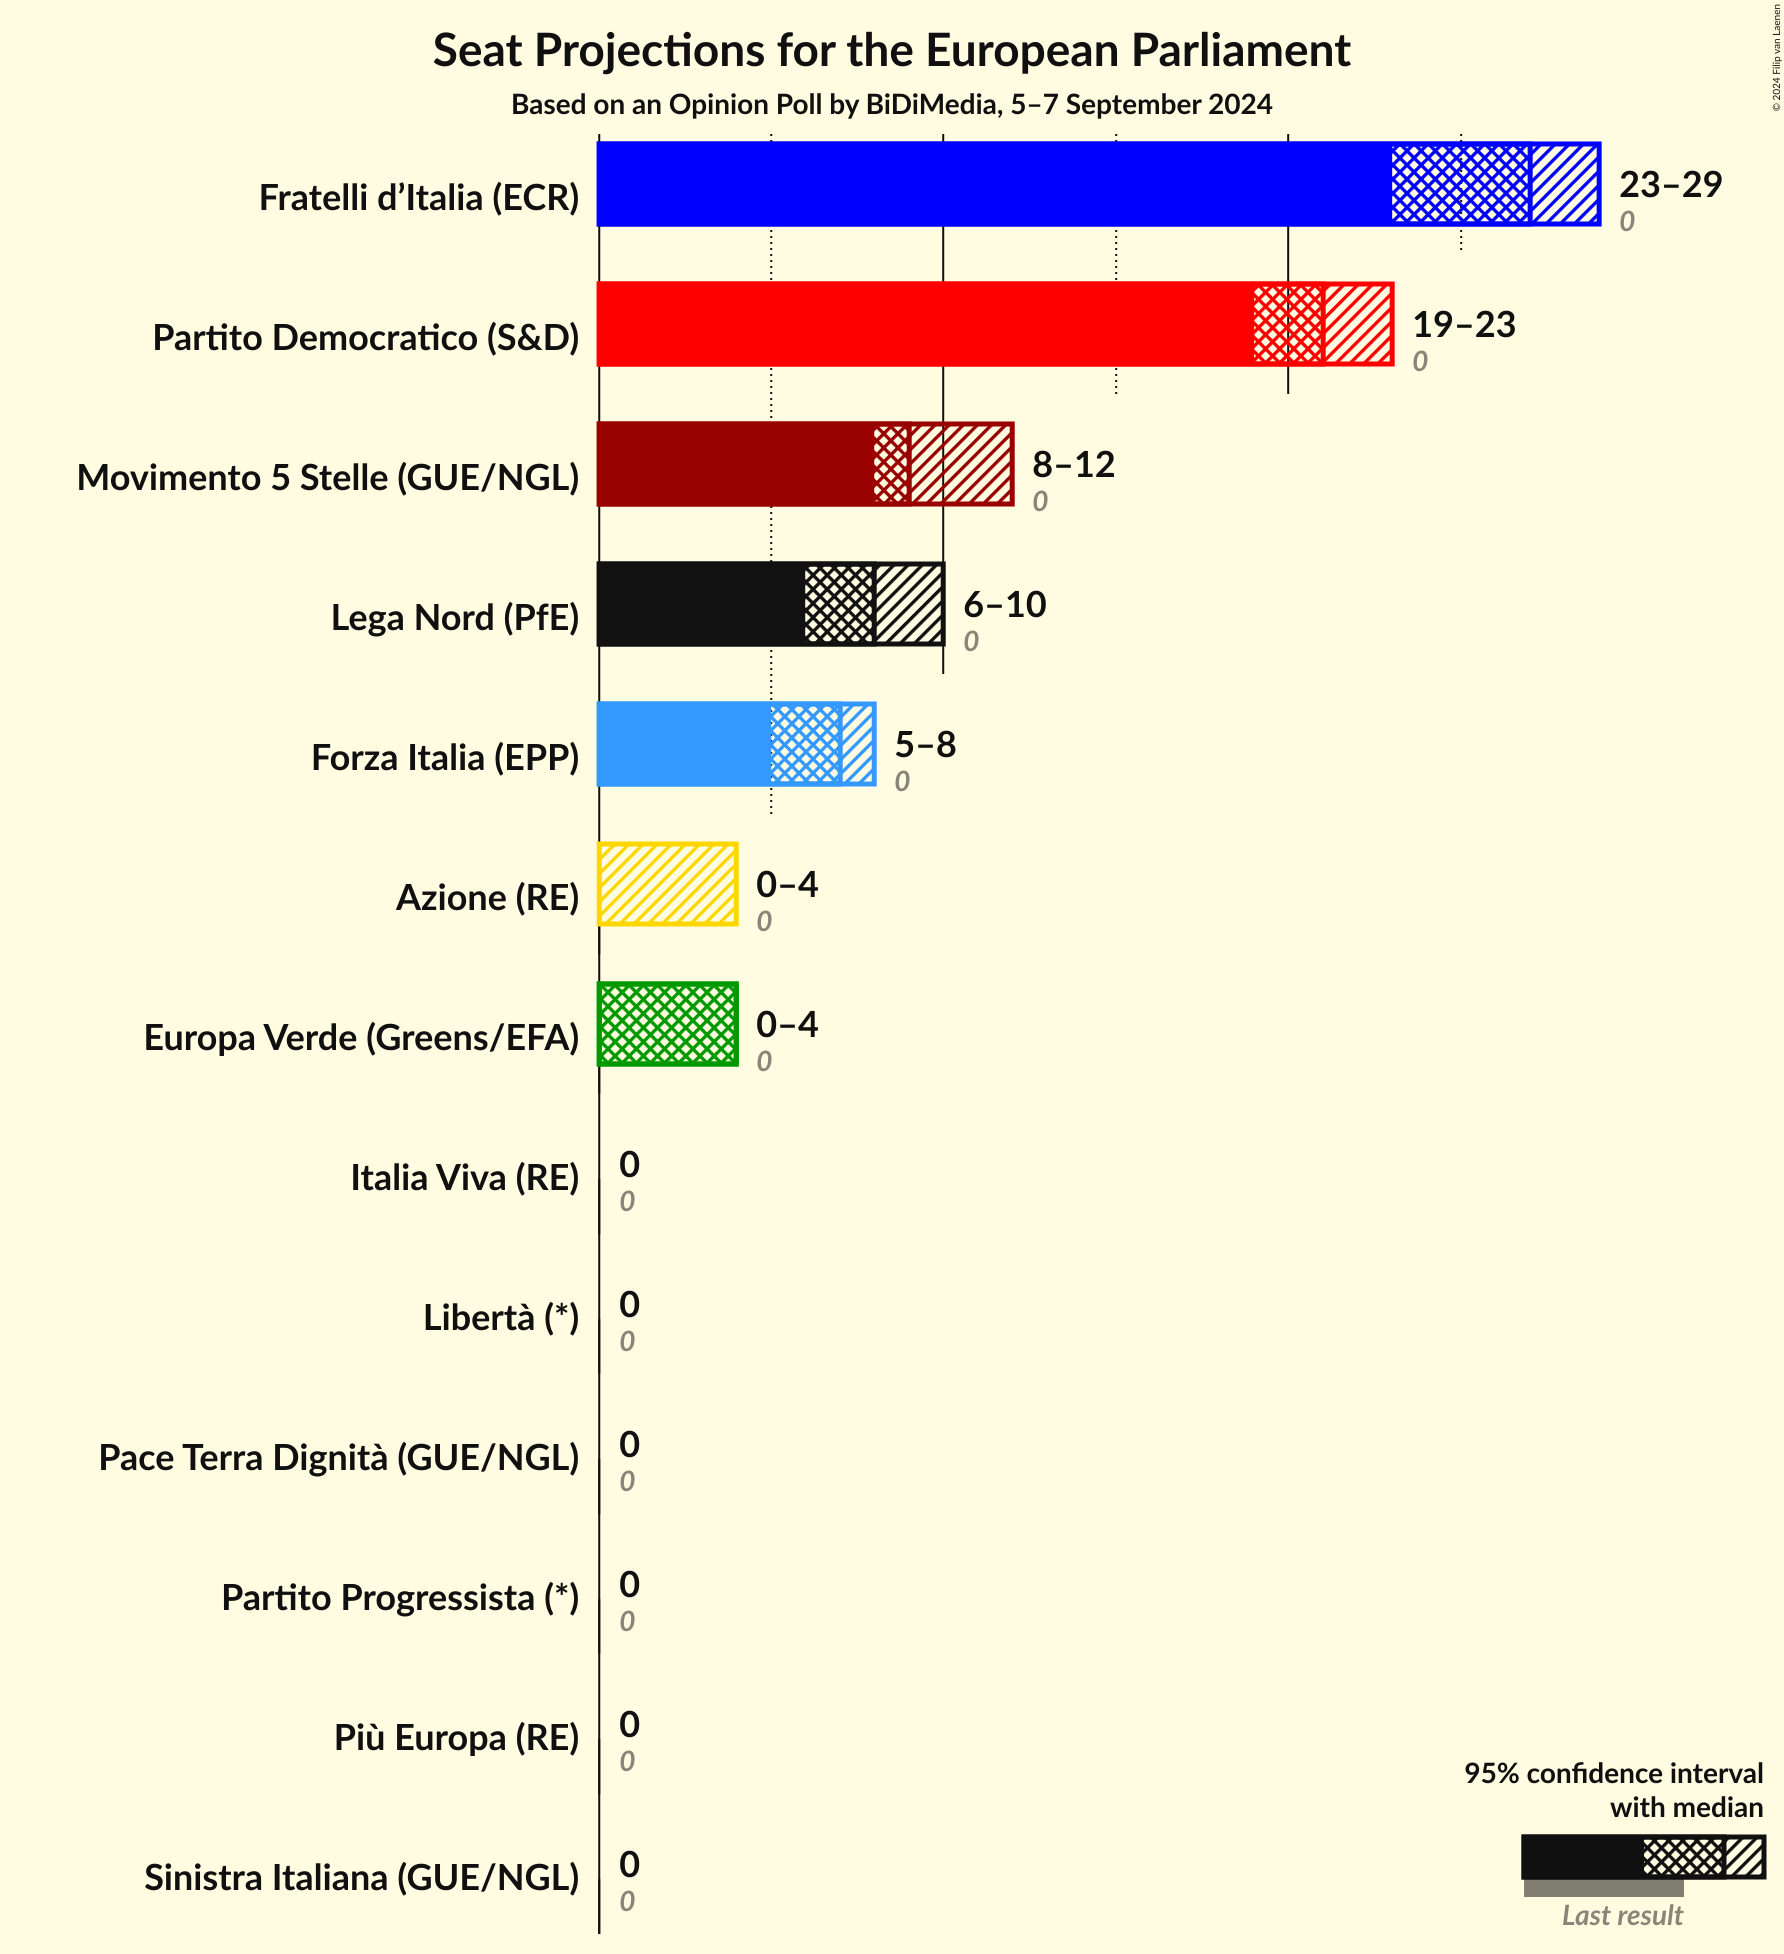 Seat Projections for the European Parliament
Based on an Opinion Poll by BiDiMedia, 5–7 September 2024
© 2024 Filip van Laenen
Fratelli d’Italia (ECR)
23–29
0
Partito Democratico (S&D)
19–23
0
Movimento 5 Stelle (GUE/NGL)
8–12
0
Lega Nord (PfE)
6–10
0
Forza Italia (EPP)
5–8
0
Azione (RE)
0–4
0
Europa Verde (Greens/EFA)
0–4
0
Italia Viva (RE)
0
0
Libertà (*)
0
0
Pace Terra Dignità (GUE/NGL)
0
0
Partito Progressista (*)
0
0
Più Europa (RE)
0
0
Sinistra Italiana (GUE/NGL)
0
0
95% confidence interval
with median
Last result